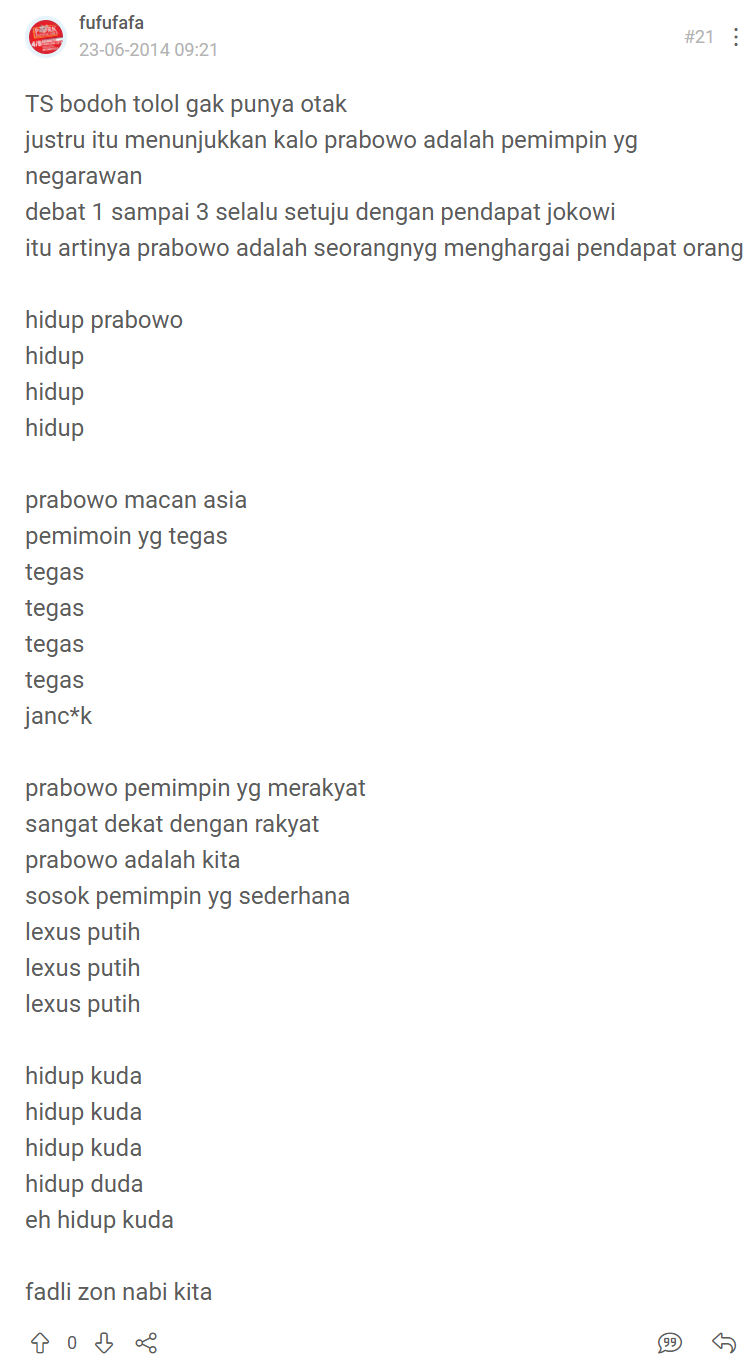 fufufafa
23-06-2014 09:21
#21
TS bodoh tolol gak punya otak
justru itu menunjukkan kalo prabowo adalah pemimpin yg
negarawan
debat 1 sampai 3 selalu setuju dengan pendapat jokowi
itu artinya prabowo adalah seorangnyg menghargai pendapat orang
hidup prabowo
hidup
hidup
hidup
prabowo macan asia
pemimoin yg tegas
tegas
tegas
tegas
tegas
janc*k
prabowo pemimpin yg merakyat
sangat dekat dengan rakyat
prabowo adalah kita
sosok pemimpin yg sederhana
lexus putih
lexus putih
lexus putih
hidup kuda
hidup kuda
hidup kuda
hidup duda
eh hidup kuda
fadli zon nabi kita
0